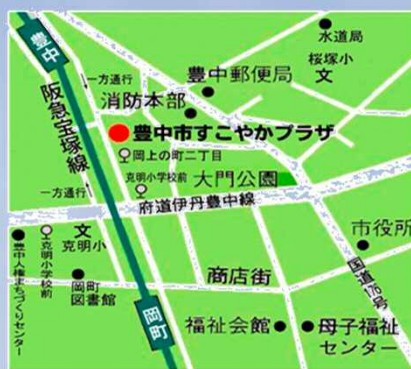 豊中
水道局
桜塚小
文
一方通行
豊中郵便局
消防本部
阪急宝塚線
豊中市すこやかプラザ
岡上の町二丁目
克明小学校前
大門公園
一方通行
府道伊丹豊中線
文
克明小
克明小学校前
豊中人権まちづくりセンター
市役所
国道176号
岡町
図書館
商店街
岡町
福祉会館
母子福祉
センター